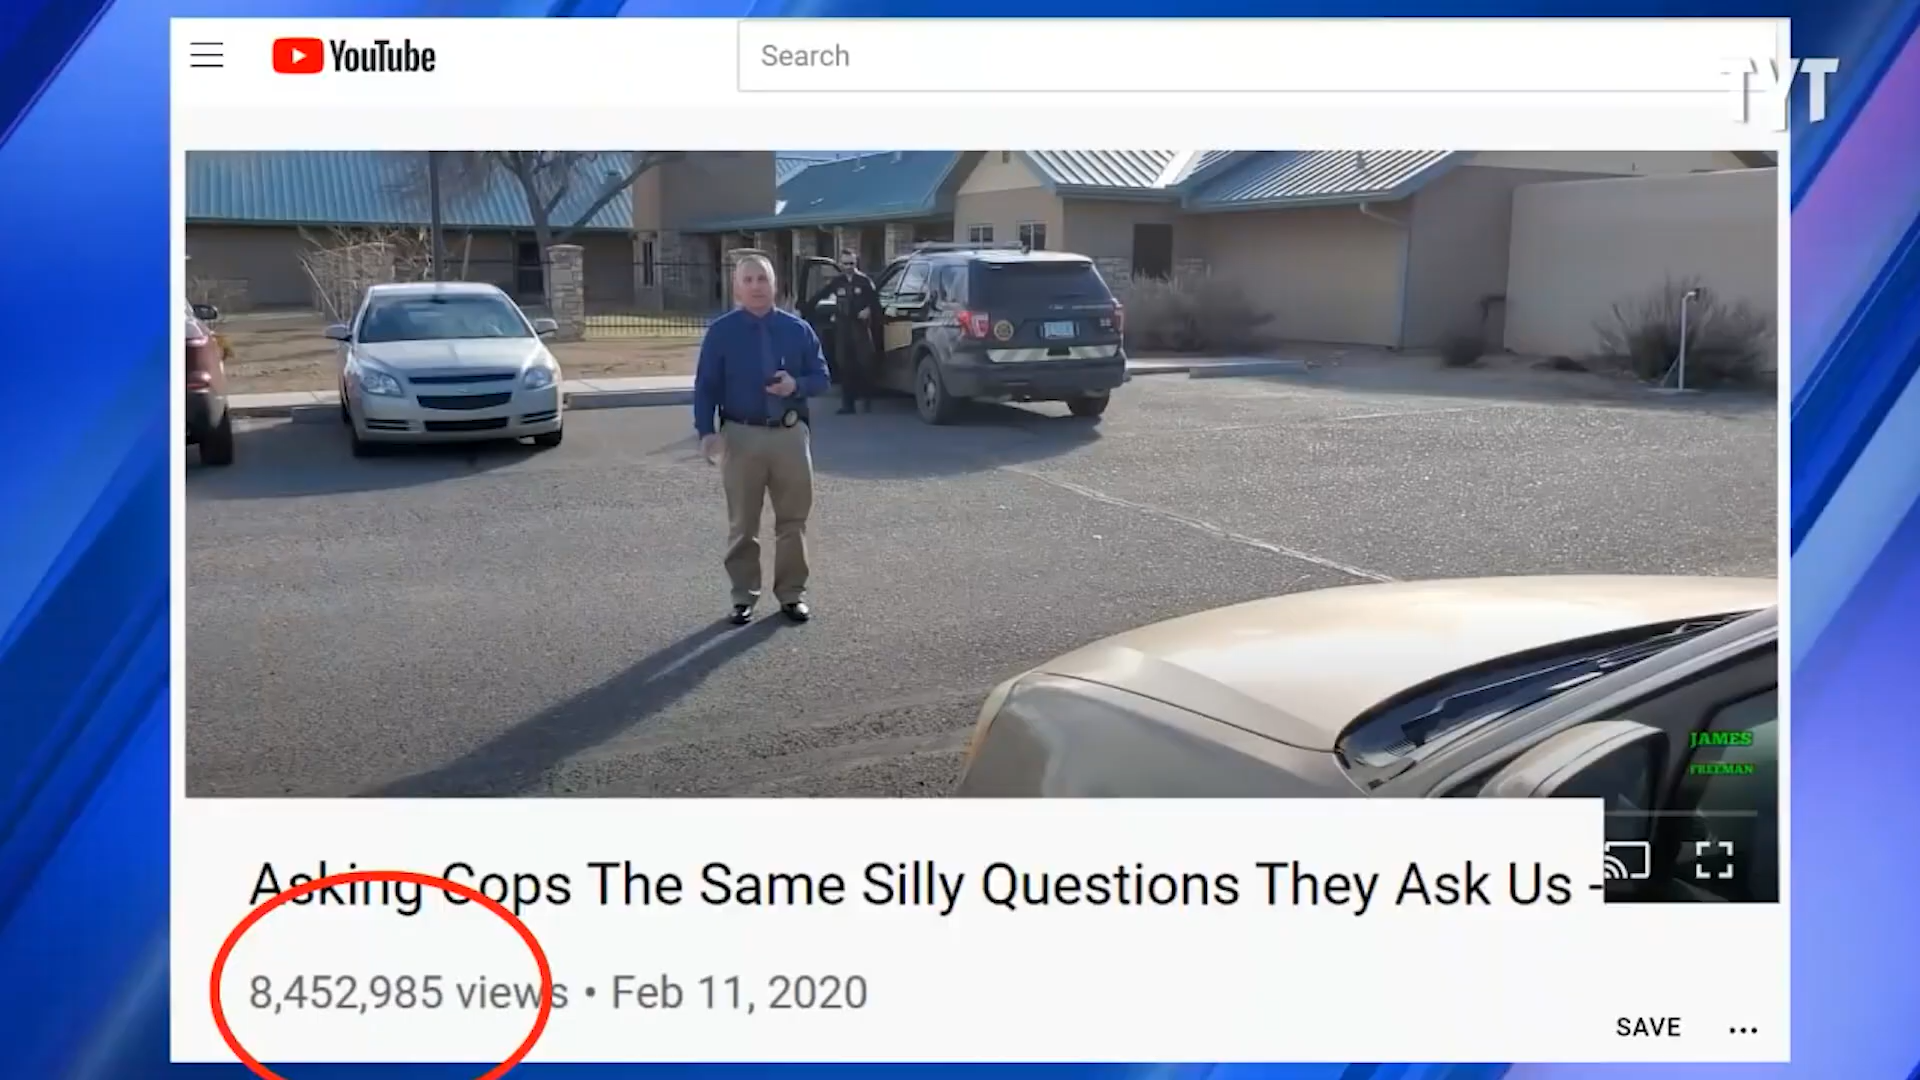 YouTube
Search
TYT
JAMES
FREEMAN
Asking Cops The Same Silly Questions They Ask Us -
8,452,985 views • Feb 11, 2020
SAVE